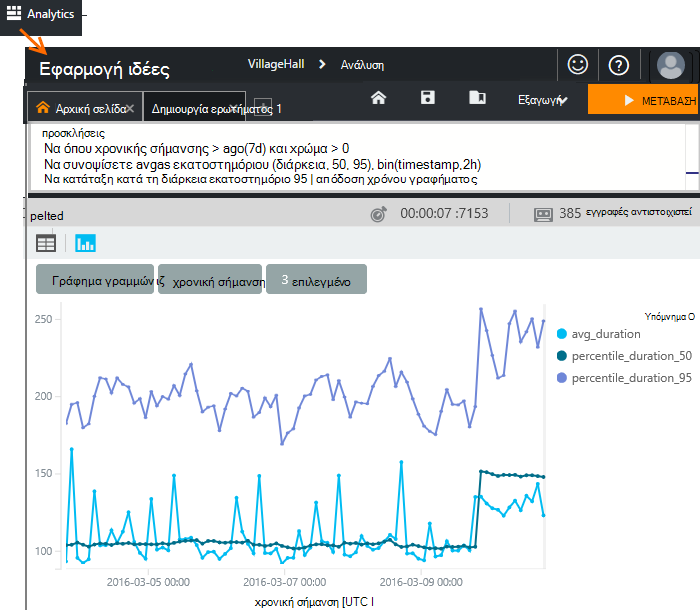 Analytics
Εφαρμογή ιδέες
VillageHall > Ανάλυση
Αρχική σελίδα × Δημιουργία ερωτήματος 1
Εξαγωγή
ΜΕΤΑΒΑΣΗ
προσκλήσεις
Να όπου χρονικής σήμανσης > ago(7d) και χρώμα > 0
Να συνοψίσετε avgas εκατοστημόριου (διάρκεια, 50, 95), bin(timestamp,2h)
Να κατάταξη κατά τη διάρκεια εκατοστημόριο 95 | απόδοση χρόνου γραφήματος
pelted
00:00:07 :7153
385 εγγραφές αντιστοιχιστεί
Γράφημα γραμμών ιζ
χρονική σήμανση
3 επιλεγμένο
Υπόμνημα Ο
avg_duration
percentile_duration_50
percentile_duration_95
250
200
150
100
2016-03-05 00:00
2016-03-07 00:00
2016-03-09 00:00
χρονική σήμανση [UTC I